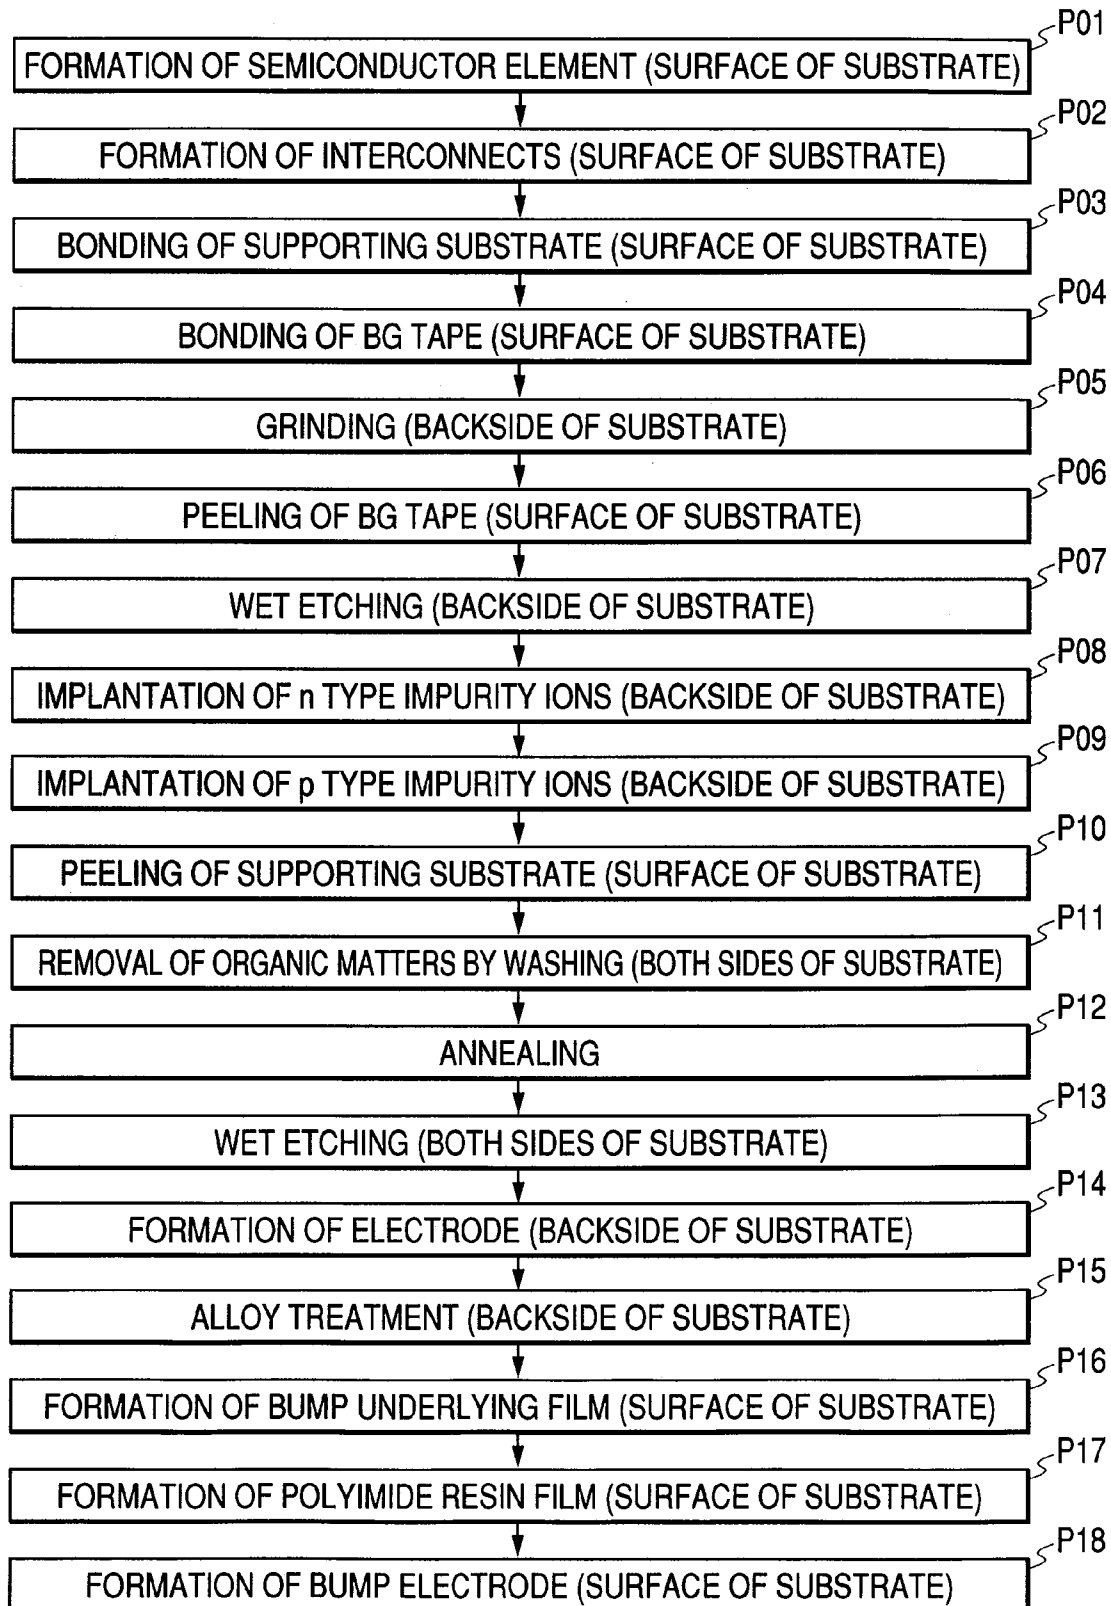 P01
FORMATION OF SEMICONDUCTOR ELEMENT (SURFACE OF SUBSTRATE)
P02
FORMATION OF INTERCONNECTS (SURFACE OF SUBSTRATE)
P03
BONDING OF SUPPORTING SUBSTRATE (SURFACE OF SUBSTRATE)
P04
BONDING OF BG TAPE (SURFACE OF SUBSTRATE)
P05
GRINDING (BACKSIDE OF SUBSTRATE)
P06
PEELING OF BG TAPE (SURFACE OF SUBSTRATE)
P07
WET ETCHING (BACKSIDE OF SUBSTRATE)
P08
IMPLANTATION OF n TYPE IMPURITY IONS (BACKSIDE OF SUBSTRATE)
P09
IMPLANTATION OF p TYPE IMPURITY IONS (BACKSIDE OF SUBSTRATE)
P10
PEELING OF SUPPORTING SUBSTRATE (SURFACE OF SUBSTRATE)
P11
REMOVAL OF ORGANIC MATTERS BY WASHING (BOTH SIDES OF SUBSTRATE)
P12
ANNEALING
P13
WET ETCHING (BOTH SIDES OF SUBSTRATE)
P14
FORMATION OF ELECTRODE (BACKSIDE OF SUBSTRATE)
P15
ALLOY TREATMENT (BACKSIDE OF SUBSTRATE)
P16
FORMATION OF BUMP UNDERLYING FILM (SURFACE OF SUBSTRATE)
P17
FORMATION OF POLYIMIDE RESIN FILM (SURFACE OF SUBSTRATE)
P18
FORMATION OF BUMP ELECTRODE (SURFACE OF SUBSTRATE)